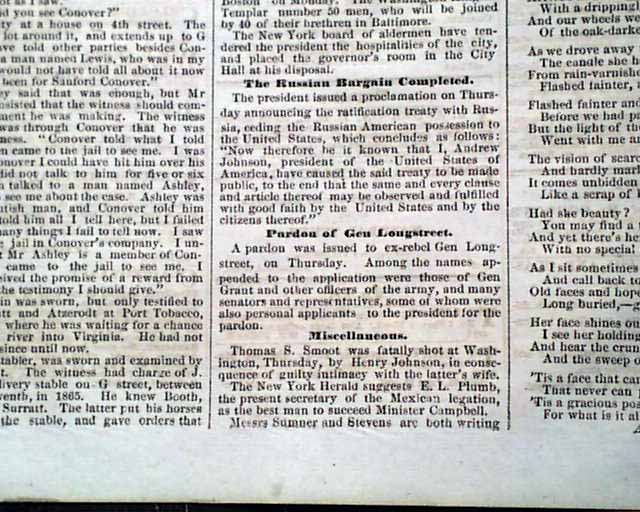 ot as I saw.
id you see Conover?"
ty at a house on 4th street. The
lot around it, and extends up to G
ve told other parties besides Con-
a man named Lewis, who was in my
would not have told all about it now
been for Sanford Conover.'
ey said that was enough, but Mr
nsisted that the witness should com-
ment he was making. The witness
was through Conover that he was
ness. "Conover told what I told
en came to the jail to see me. I was
onover I could have hit him over his
did not talk to him for five or six
n talked to a man named Ashley,
see me about the case. Ashley was
tish man, and Conover told him
told him all I tell here, but I failed
many things I fail to tell now. I saw
e jail in Conover's company. I un-
t Mr Ashley is a member of Con-
came to the jail to see me. I
eived the promise of a reward from
the testimony I should give."
in was sworn, but only testified to
tt and Atzerodt at Port Tobacco,
where he was waiting for a chance
river into Virginia. He had not
since until now.
stabler, was sworn and examined by
t. The witness had charge of J.
livery stable on G street, between
venth, in 1865. He knew Booth,
Surratt. The latter put his horses
the stable, and gave orders that
Boston on Monday. The Washington
Templar number 50 men, who will be joined
by 40 of their brethren in Baltimore.
The New York board of aldermen have ten-
dered the president the hospitalities of the city,
and placed the governor's room in the City
Hall at his disposal.
The Russian Bargain Completed.
The president issued a proclamation on Thurs-
day announcing the ratification treaty with Rus-
sia, ceding the Russian American possession to
the United States, which concludes as follows:
"Now therefore be it known that I, Andrew
Johnson, president of the United States of
America, have caused the said treaty to be made
public, to the end that the same and every clause
and article thereof may be observed and fulfilled
with good faith by the United States and by the
citizens thereof."
Pardon of Gen Longstreet.
A pardon was issued to ex-rebel Gen Long-
street, on Thursday. Among the names ap-
pended to the application were those of Gen
Grant and other officers of the army, and many
senators and representatives, some of whom were
also personal applicants to the president for the
pardon.
Miscellaneous.
Thomas S. Smoot was fatally shot at Wash-
ington, Thursday, by Henry Johnson, in conse-
quence of guilty intimacy with the latter's wife.
The New York Herald suggests E. L. Plumb,
the present secretary of the Mexican legation,
as the best man to succeed Minister Campbell.
Messrs Sumner and Stevens are both writing
With a dripping
And our wheels w
Of the oak-dark
As we drove away
The candle she h
From rain-varnish
Flashed fainter,
Flashed fainter and
Before we had pa
But the light of th
Went with me a
The vision of scar
And hardly mar
It comes unbidden
Like a scrap of
Had she beauty?
You may find a
And yet there's he
With no special
As I sit sometimes
And call back to
Old faces and hope
Long buried,—
Her face shines o
I see her holding
And hear the crun
And the sweep o
'Tis a face that ca
That never can
'Tis a gracious pos
For what is it al